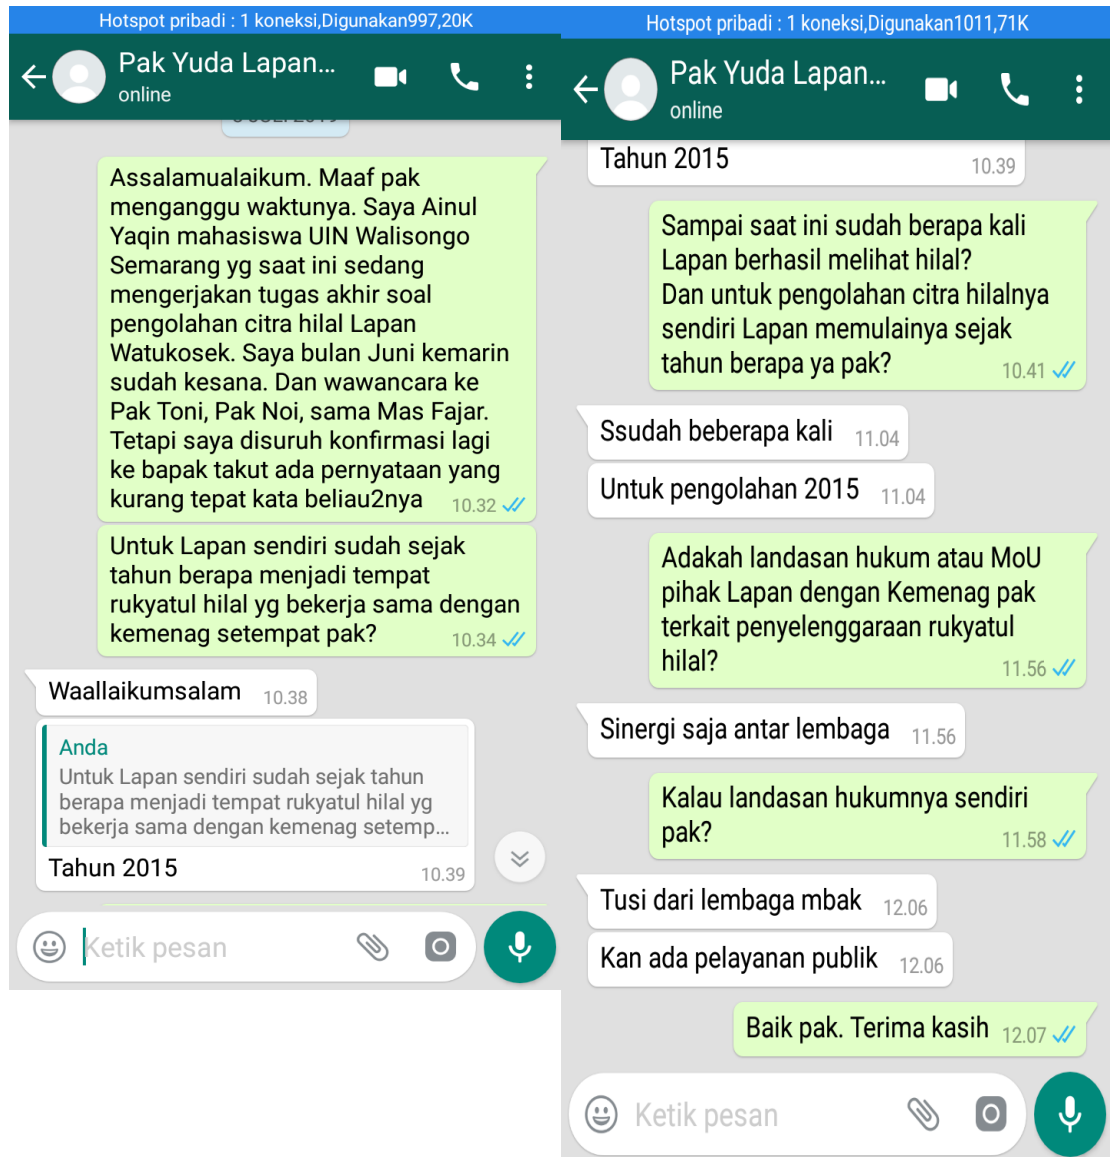 Hotspot pribadi : 1 koneksi,Digunakan997,20K
Pak Yuda Lapan...
online
Assalamualaikum. Maaf pak
menganggu waktunya. Saya Ainul
Yaqin mahasiswa UIN Walisongo
Semarang yg saat ini sedang
mengerjakan tugas akhir soal
pengolahan citra hilal Lapan
Watukosek. Saya bulan Juni kemarin
sudah kesana. Dan wawancara ke
Pak Toni, Pak Noi, sama Mas Fajar.
Tetapi saya disuruh konfirmasi lagi
ke bapak takut ada pernyataan yang
kurang tepat kata beliau2nya 10.32
Untuk Lapan sendiri sudah sejak
tahun berapa menjadi tempat
rukyatul hilal yg bekerja sama dengan
kemenag setempat pak? 10.34
Waallaikumsalam 10.38
Anda
Untuk Lapan sendiri sudah sejak tahun
berapa menjadi tempat rukyatul hilal yg
bekerja sama dengan kemenag setemp...
Tahun 2015 10.39
Ketik pesan
Hotspot pribadi : 1 koneksi,Digunakan1011,71K
Pak Yuda Lapan...
online
Tahun 2015 10.39
Sampai saat ini sudah berapa kali
Lapan berhasil melihat hilal?
Dan untuk pengolahan citra hilalnya
sendiri Lapan memulainya sejak
tahun berapa ya pak? 10.41
Ssudah beberapa kali 11.04
Untuk pengolahan 2015 11.04
Adakah landasan hukum atau MoU
pihak Lapan dengan Kemenag pak
terkait penyelenggaraan rukyatul
hilal? 11.56
Sinergi saja antar lembaga 11.56
Kalau landasan hukumnya sendiri
pak? 11.58
Tusi dari lembaga mbak 12.06
Kan ada pelayanan publik 12.06
Baik pak. Terima kasih 12.07
Ketik pesan